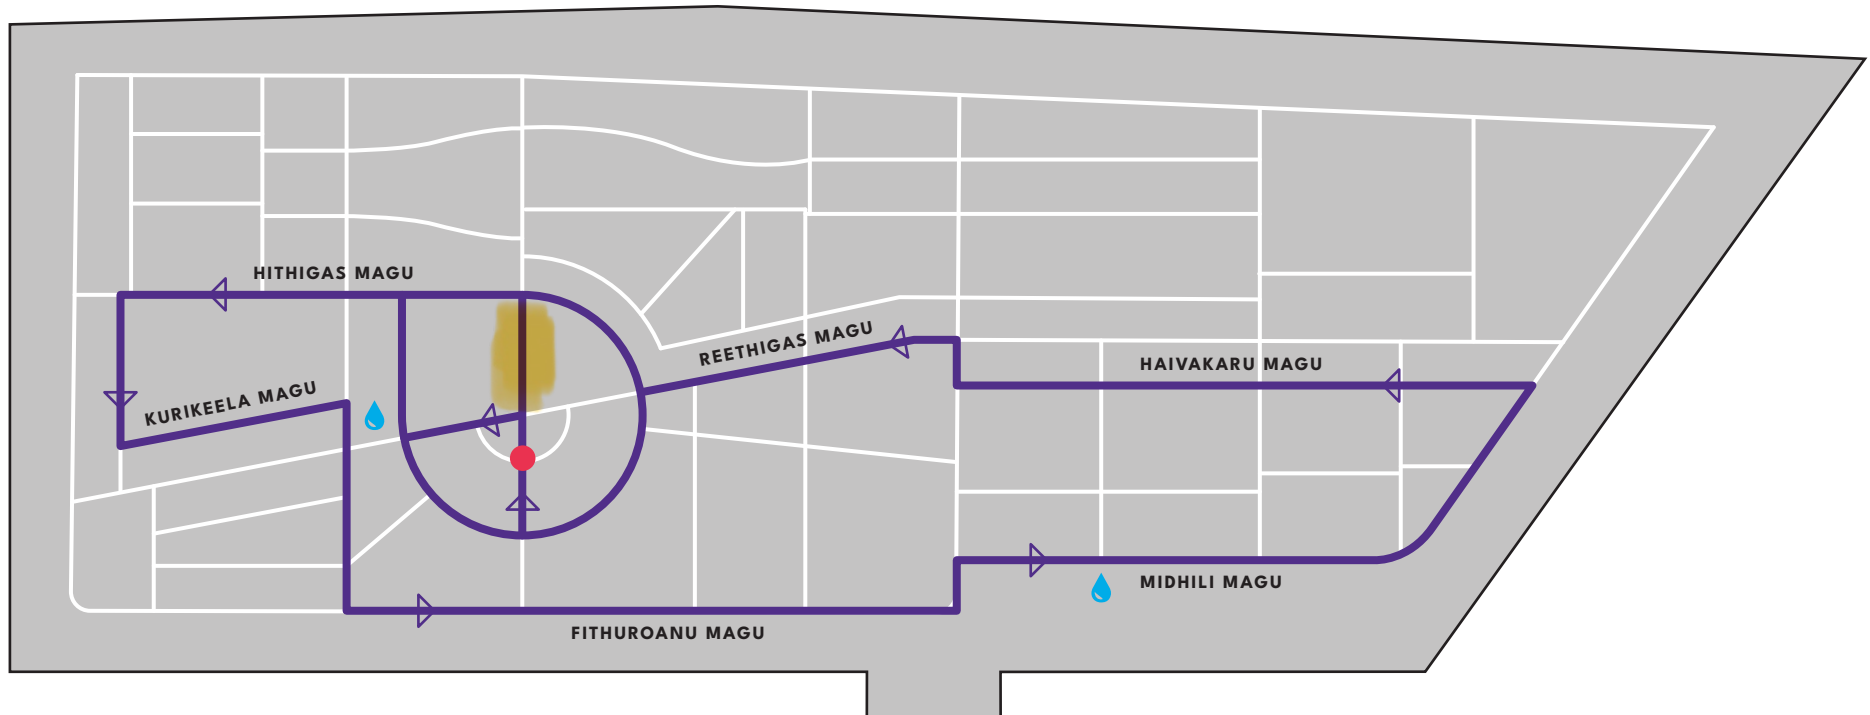 HITHIGAS MAGU
REETHIGAS MAGU
HAIVAKARU MAGU
KURIKEELA MAGU
MIDHILI MAGU
FITHUROANU MAGU